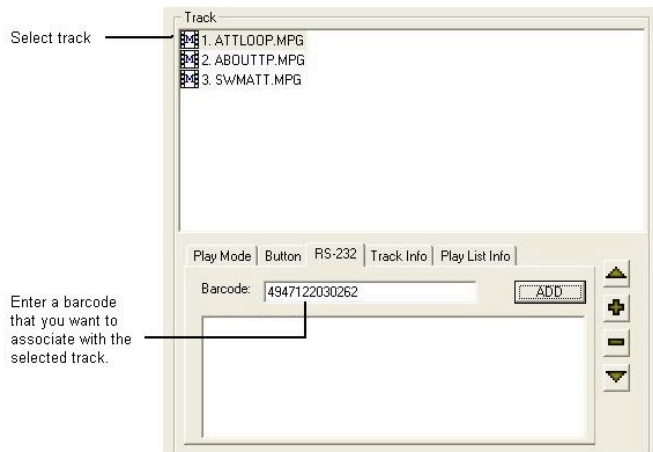 Track
Select track
1. ATTLOOP.MPG
2. ABOUTTP.MPG
3. SWMATT.MPG
Play Mode Button RS-232 Track Info Play List Info
Barcode: 4947122030262 ADD
Enter a barcode
that you want to
associate with the
selected track.